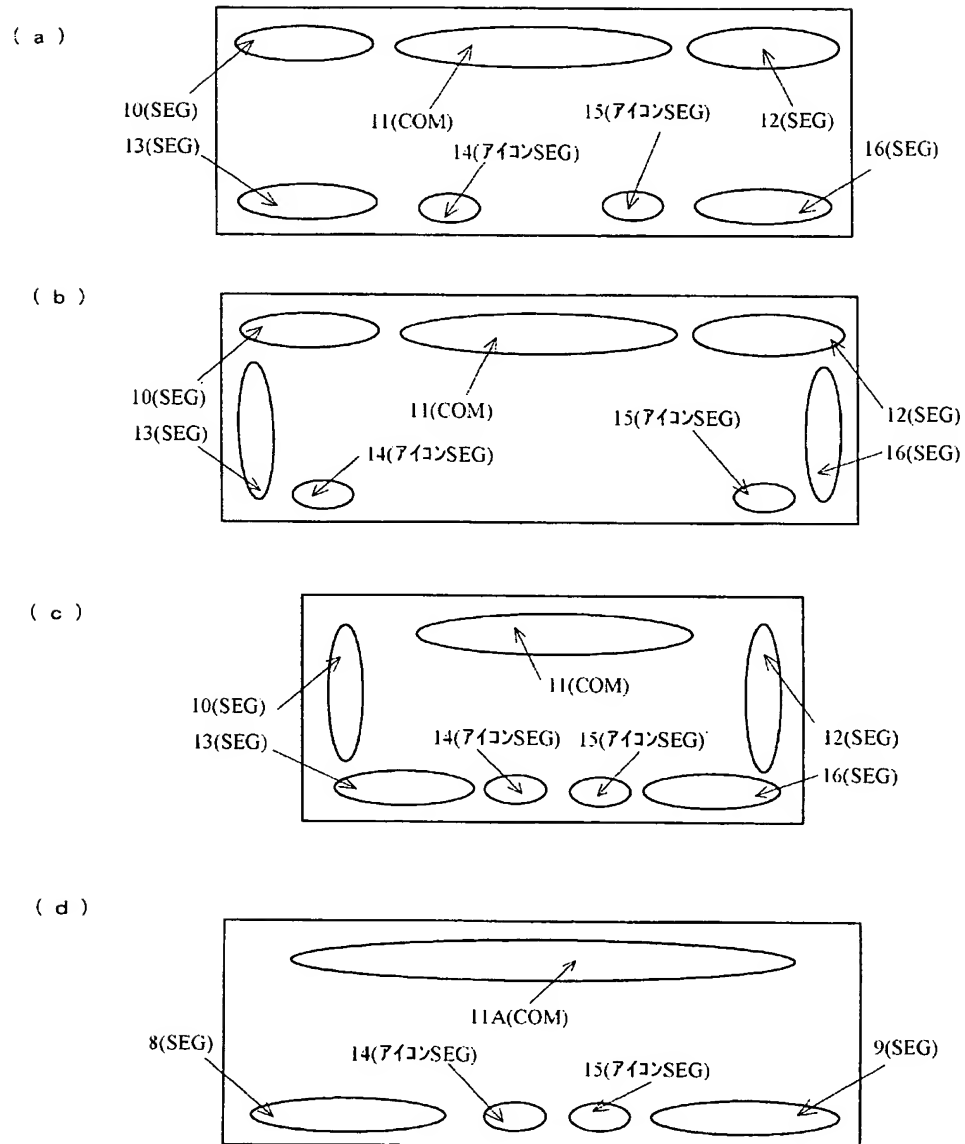 ( a )
10(SEG)
11(COM)
15(アイコンSEG)
12(SEG)
13(SEG)
14(アイコンSEG)
16(SEG)
( b )
10(SEG)
11(COM)
12(SEG)
13(SEG)
14(アイコンSEG)
15(アイコンSEG)
16(SEG)
( c )
10(SEG)
11(COM)
12(SEG)
13(SEG)
14(アイコンSEG)
15(アイコンSEG)
16(SEG)
( d )
11A(COM)
8(SEG)
14(アイコンSEG)
15(アイコンSEG)
9(SEG)